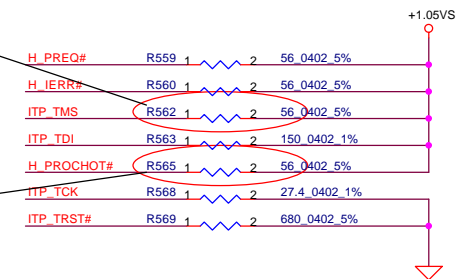 +1.05VS
H_PREQ# R559 1 2 56_0402_5%
H_IERR# R560 1 2 56_0402_5%
ITP_TMS R562 1 2 56_0402_5%
ITP_TDI R563 1 2 150_0402_1%
H_PROCHOT# R565 1 2 56_0402_5%
ITP_TCK R568 1 2 27.4_0402_1%
ITP_TRST# R569 1 2 680_0402_5%